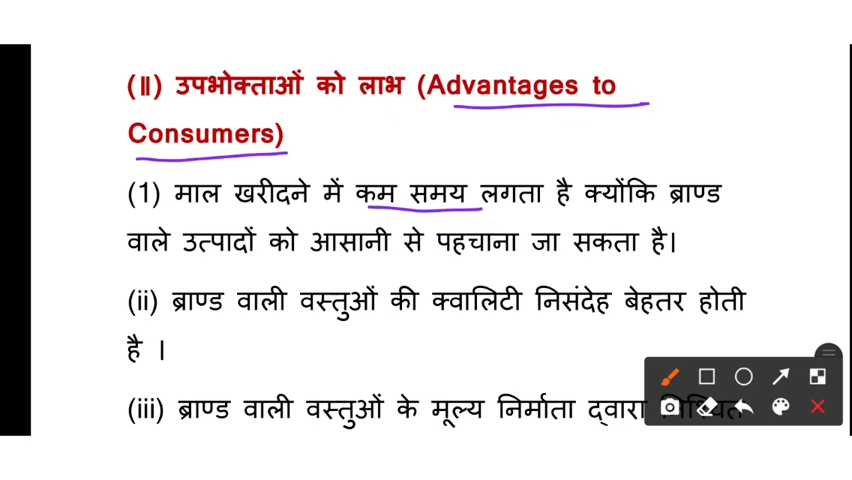 (II) उपभोक्ताओं को लाभ (Advantages to
Consumers)
(1) माल खरीदने में कम समय लगता है क्योंकि ब्राण्ड
वाले उत्पादों को आसानी से पहचाना जा सकता है।
(ii) ब्राण्ड वाली वस्तुओं की क्वालिटी निसंदेह बेहतर होती
है ।
(iii) ब्राण्ड वाली वस्तुओं के मूल्य निर्माता द्वारा